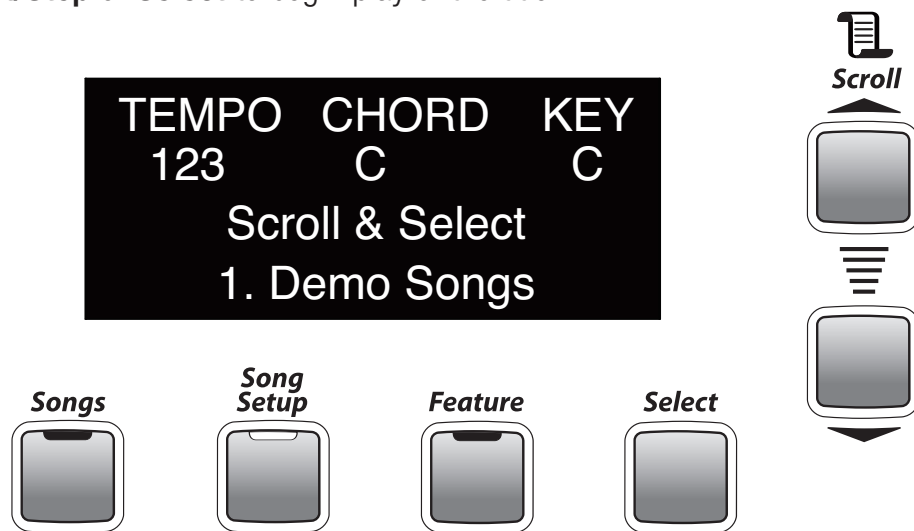 Scroll
TEMPO CHORD KEY
123 C C
Scroll & Select
1. Demo Songs
Songs
Song
Setup
Feature
Select